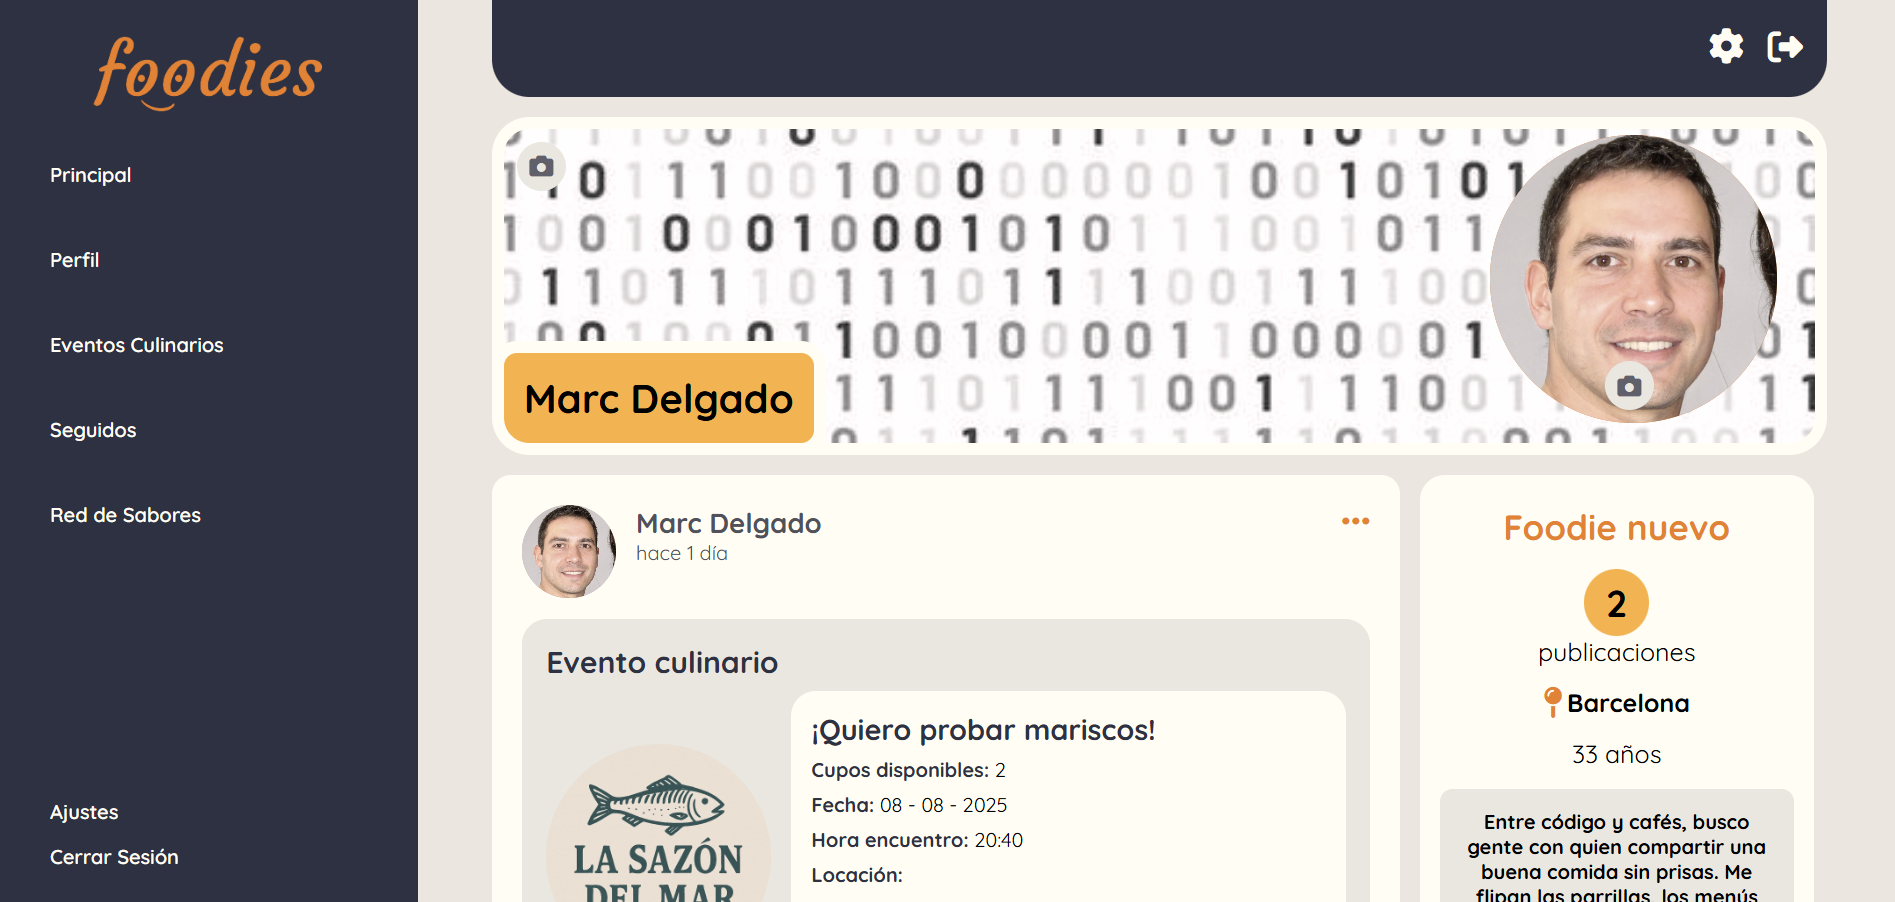 foodies
Principal
Perfil
Eventos Culinarios
Seguidos
Red de Sabores
Ajustes
Cerrar Sesión
Marc Delgado
Marc Delgado
hace 1 día
Evento culinario
LA SAZÓN
DEL MAR
¡Quiero probar mariscos!
Cupos disponibles: 2
Fecha: 08 - 08 - 2025
Hora encuentro: 20:40
Locación:
Foodie nuevo
2
publicaciones
Barcelona
33 años
Entre código y cafés, busco
gente con quien compartir una
buena comida sin prisas. Me
flipan las parrillas, los menús